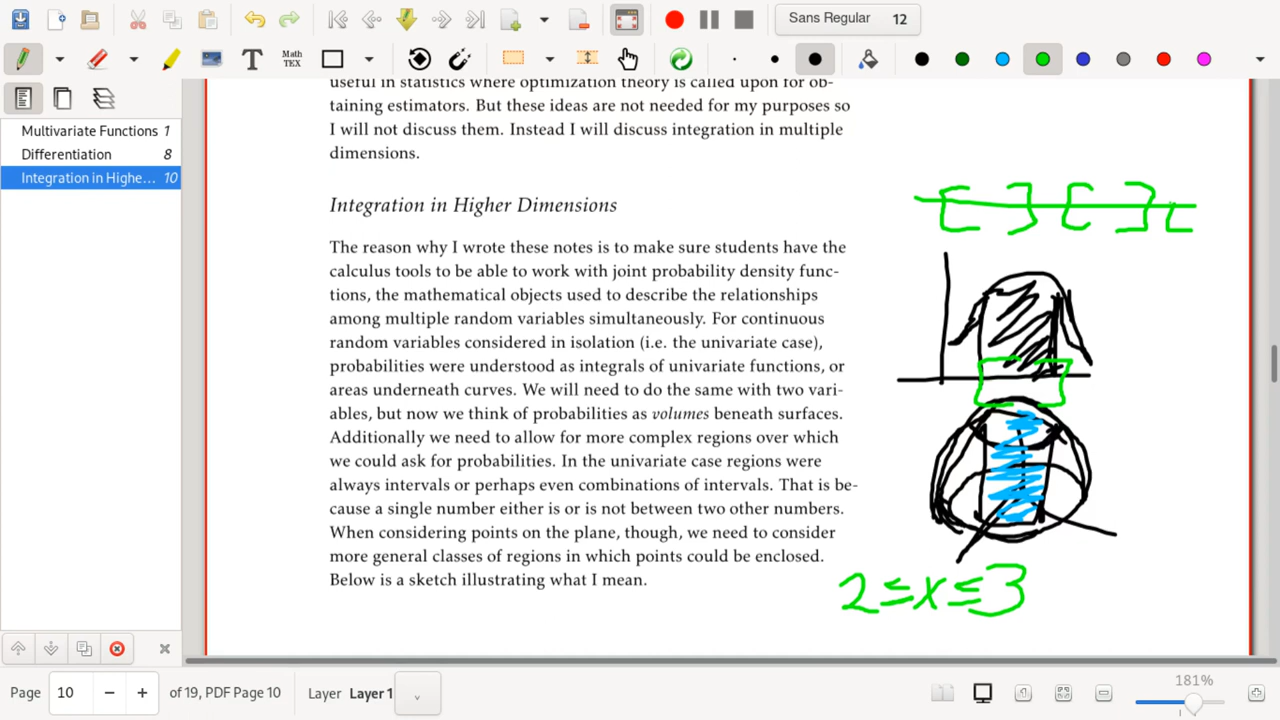 Sans Regular 12
T Math TEX
Multivariate Functions 1
Differentiation 8
Integration in Highe... 10
useful in statistics where optimization theory is called upon for ob-
taining estimators. But these ideas are not needed for my purposes so
I will not discuss them. Instead I will discuss integration in multiple
dimensions.
Integration in Higher Dimensions
The reason why I wrote these notes is to make sure students have the
calculus tools to be able to work with joint probability density func-
tions, the mathematical objects used to describe the relationships
among multiple random variables simultaneously. For continuous
random variables considered in isolation (i.e. the univariate case),
probabilities were understood as integrals of univariate functions, or
areas underneath curves. We will need to do the same with two vari-
ables, but now we think of probabilities as volumes beneath surfaces.
Additionally we need to allow for more complex regions over which
we could ask for probabilities. In the univariate case regions were
always intervals or perhaps even combinations of intervals. That is be-
cause a single number either is or is not between two other numbers.
When considering points on the plane, though, we need to consider
more general classes of regions in which points could be enclosed.
Below is a sketch illustrating what I mean.
[ ] [ ] [
[ ]
2 ≤ x ≤ 3
Page 10 of 19, PDF Page 10 Layer Layer 1
181%